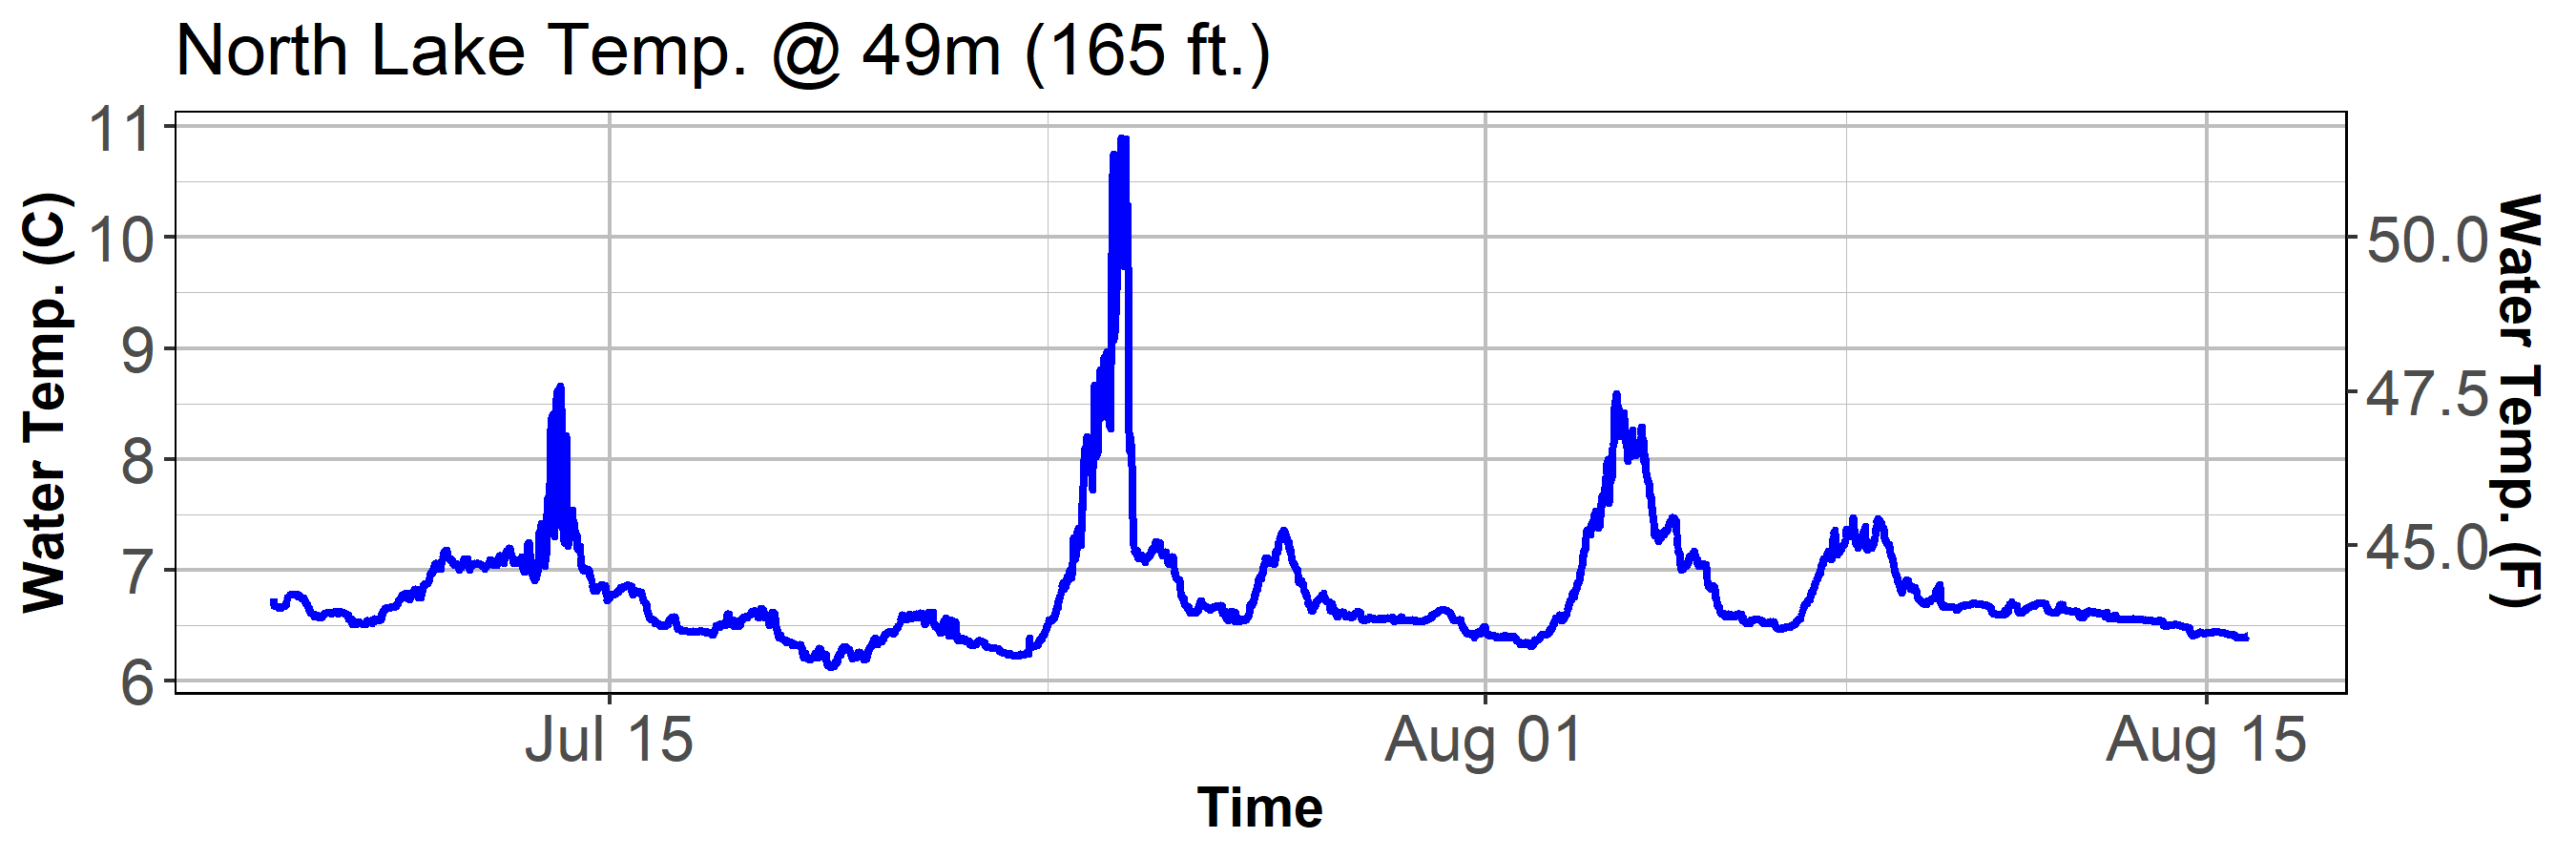 North Lake Temp. @ 49m (165 ft.)
Water Temp. (C)
11
10
9
8
7
6
50.0
47.5
45.0
Water Temp. (F)
Jul 15
Aug 01
Aug 15
Time